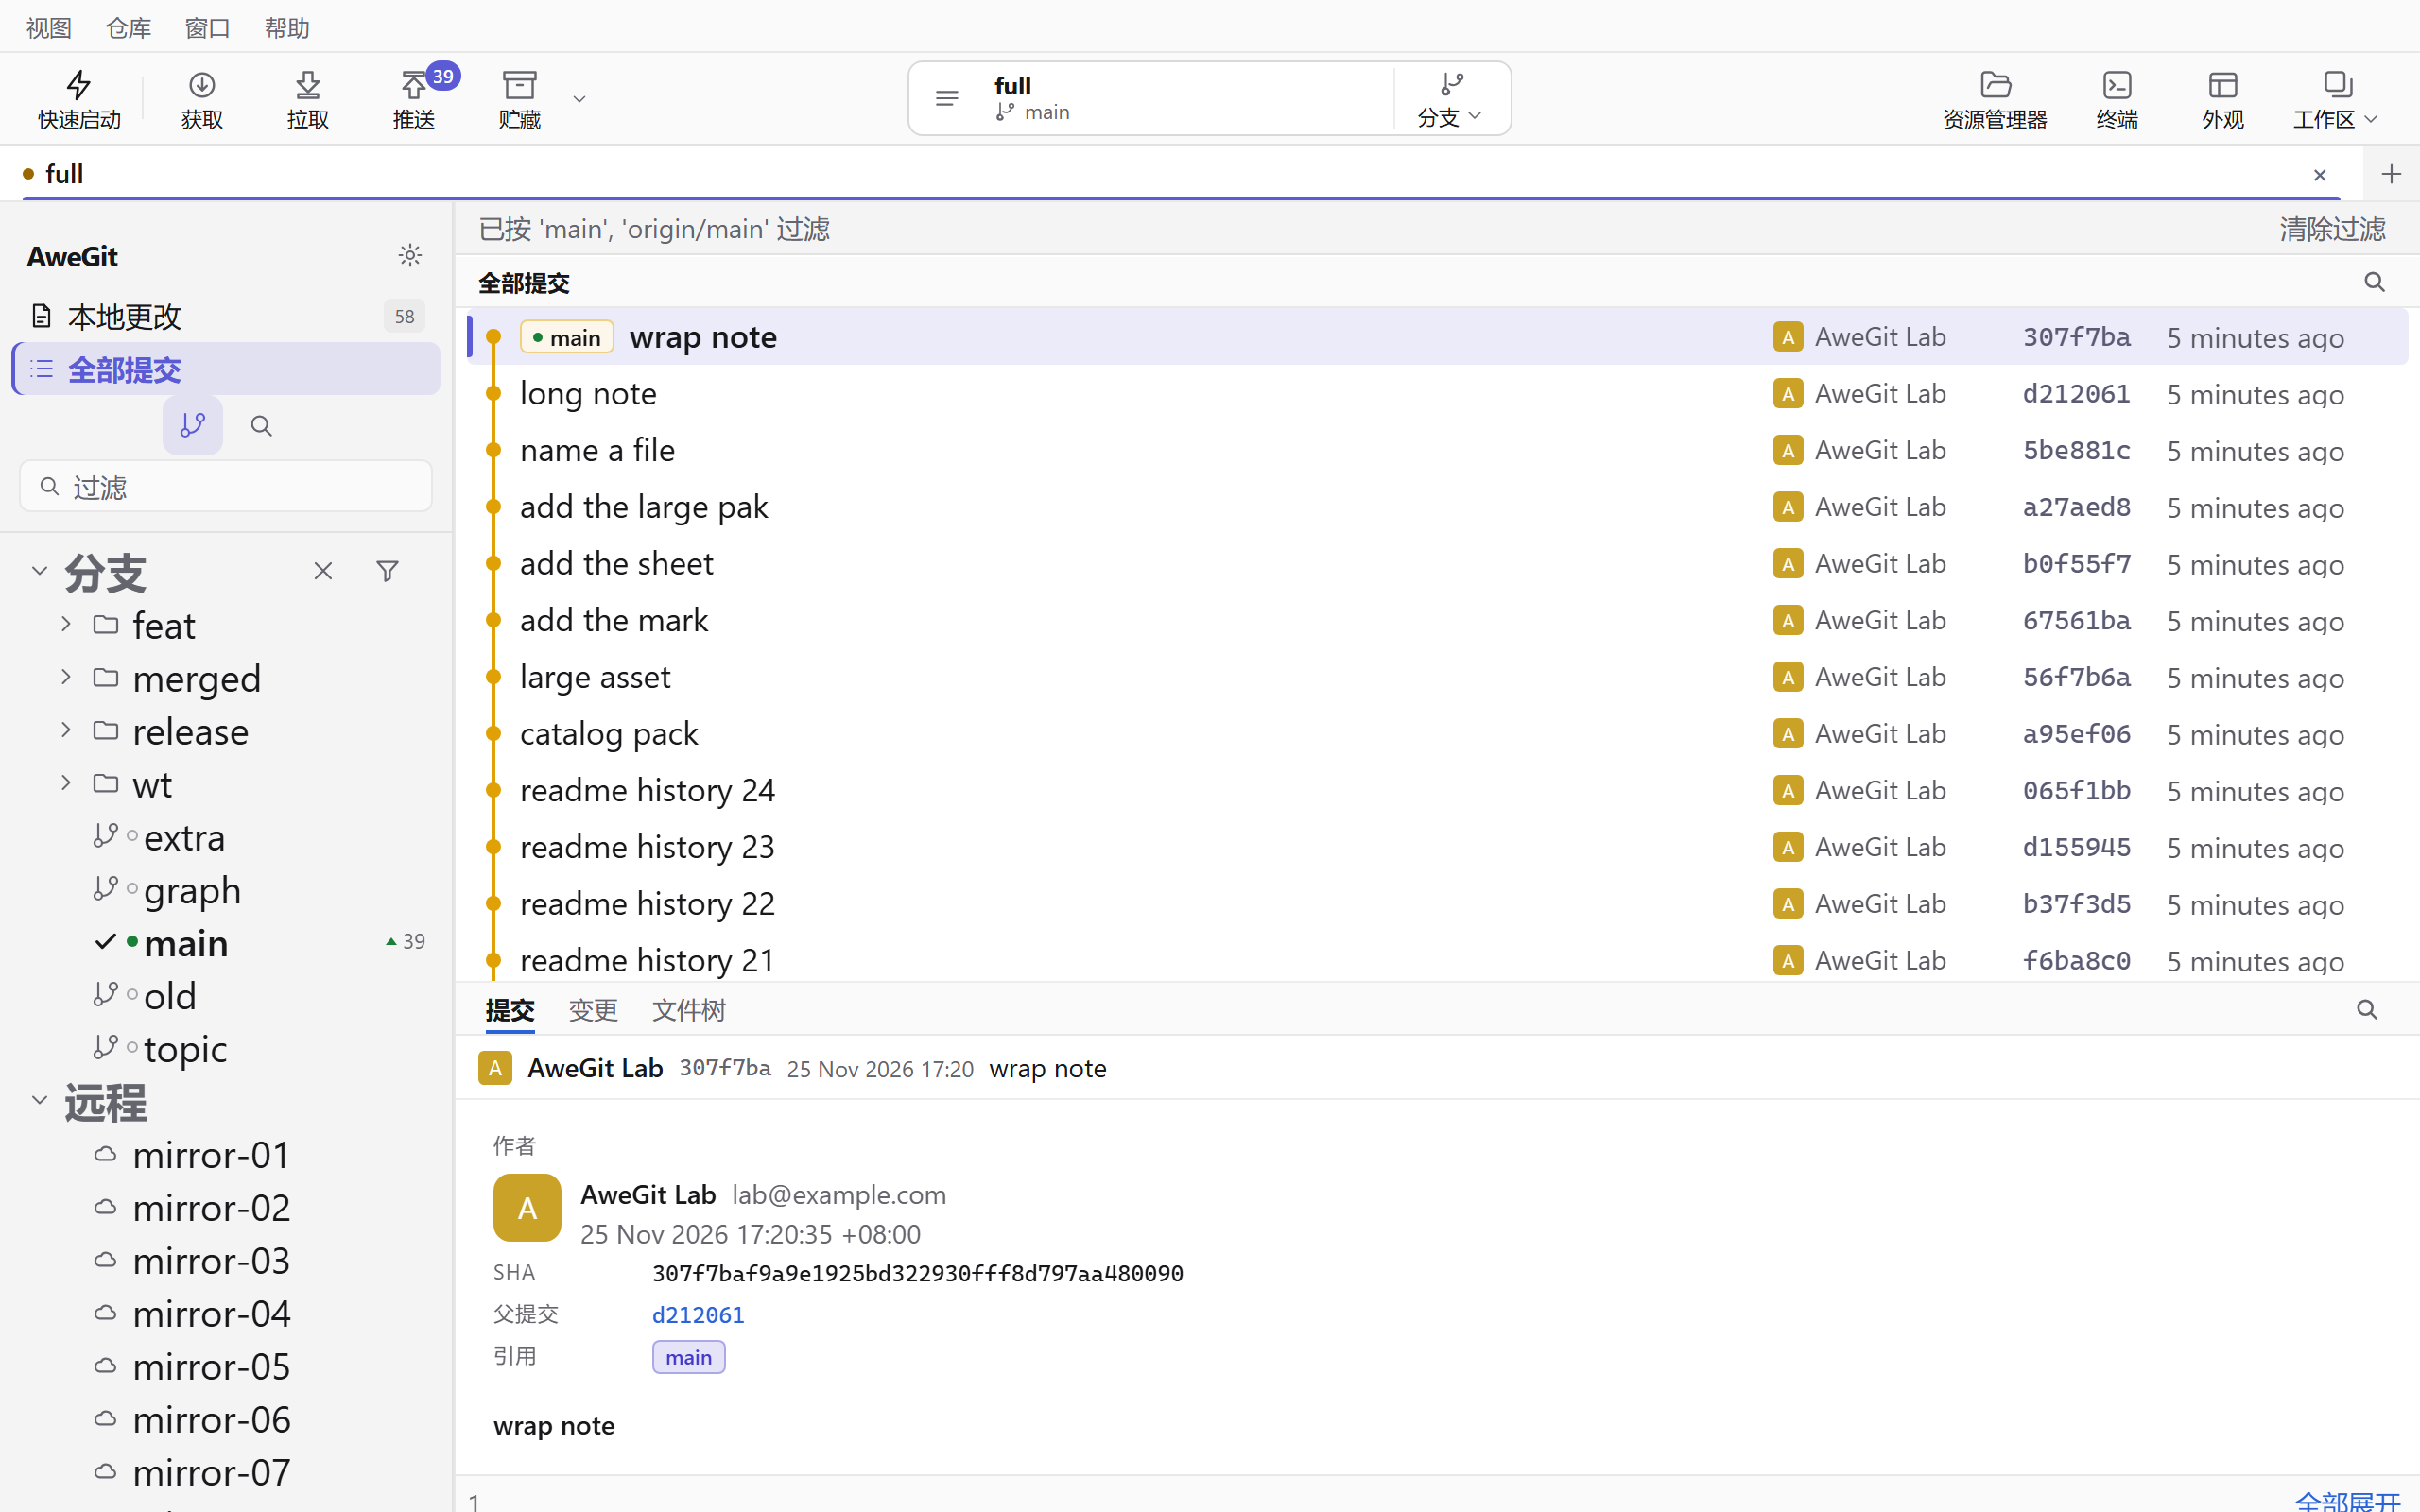 视图 仓库 窗口 帮助
快速启动 获取 拉取 推送 39 贮藏
full
main
分支
资源管理器 终端 外观 工作区
full
AweGit
本地更改 58
全部提交
过滤
分支
feat
merged
release
wt
extra
graph
main 39
old
topic
远程
mirror-01
mirror-02
mirror-03
mirror-04
mirror-05
mirror-06
mirror-07
已按 'main', 'origin/main' 过滤 清除过滤
全部提交
main wrap note A AweGit Lab 307f7ba 5 minutes ago
long note A AweGit Lab d212061 5 minutes ago
name a file A AweGit Lab 5be881c 5 minutes ago
add the large pak A AweGit Lab a27aed8 5 minutes ago
add the sheet A AweGit Lab b0f55f7 5 minutes ago
add the mark A AweGit Lab 67561ba 5 minutes ago
large asset A AweGit Lab 56f7b6a 5 minutes ago
catalog pack A AweGit Lab a95ef06 5 minutes ago
readme history 24 A AweGit Lab 065f1bb 5 minutes ago
readme history 23 A AweGit Lab d155945 5 minutes ago
readme history 22 A AweGit Lab b37f3d5 5 minutes ago
readme history 21 A AweGit Lab f6ba8c0 5 minutes ago
提交 变更 文件树
A AweGit Lab 307f7ba 25 Nov 2026 17:20 wrap note
作者
A AweGit Lab lab@example.com
25 Nov 2026 17:20:35 +08:00
SHA 307f7baf9a9e1925bd322930fff8d797aa480090
父提交 d212061
引用 main
wrap note
1 全部展开